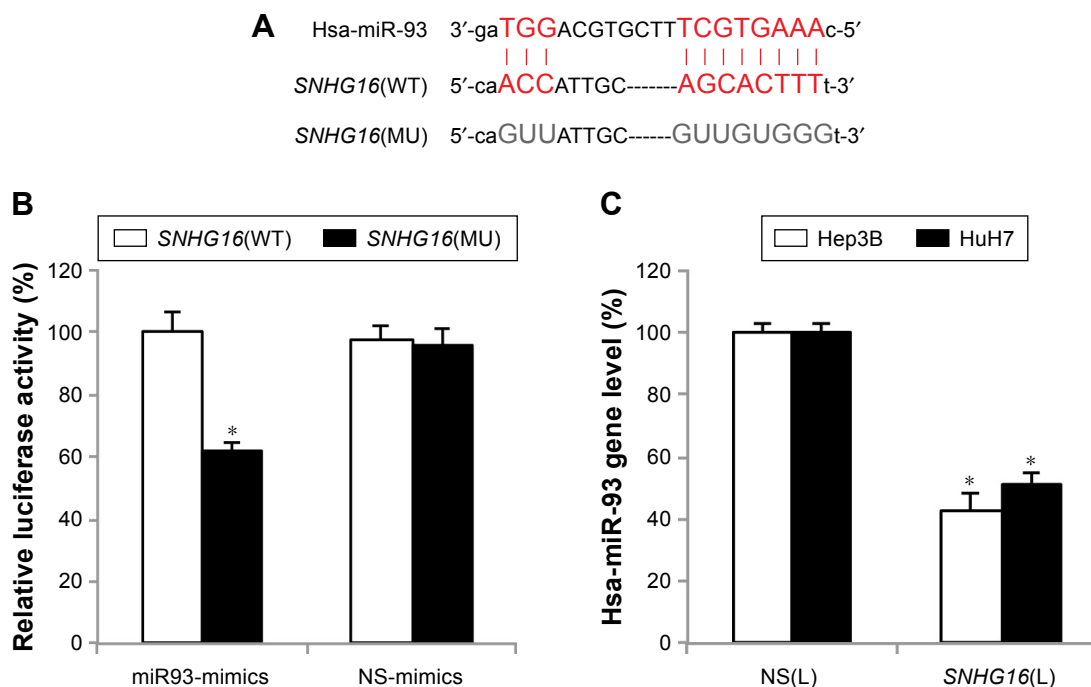 A
Hsa-miR-93 3′-gaTGGACGTGCTTTCGTGAAAc-5′
SNHG16(WT) 5′-caACCATTGC-------AGCACTTTt-3′
SNHG16(MU) 5′-caGUUATTGC------GUUGUGGGt-3′
B
SNHG16(WT) SNHG16(MU)
Relative luciferase activity (%)
120
100
80
60
40
20
0
*
miR93-mimics NS-mimics
C
Hep3B HuH7
Hsa-miR-93 gene level (%)
120
100
80
60
40
20
0
* *
NS(L) SNHG16(L)